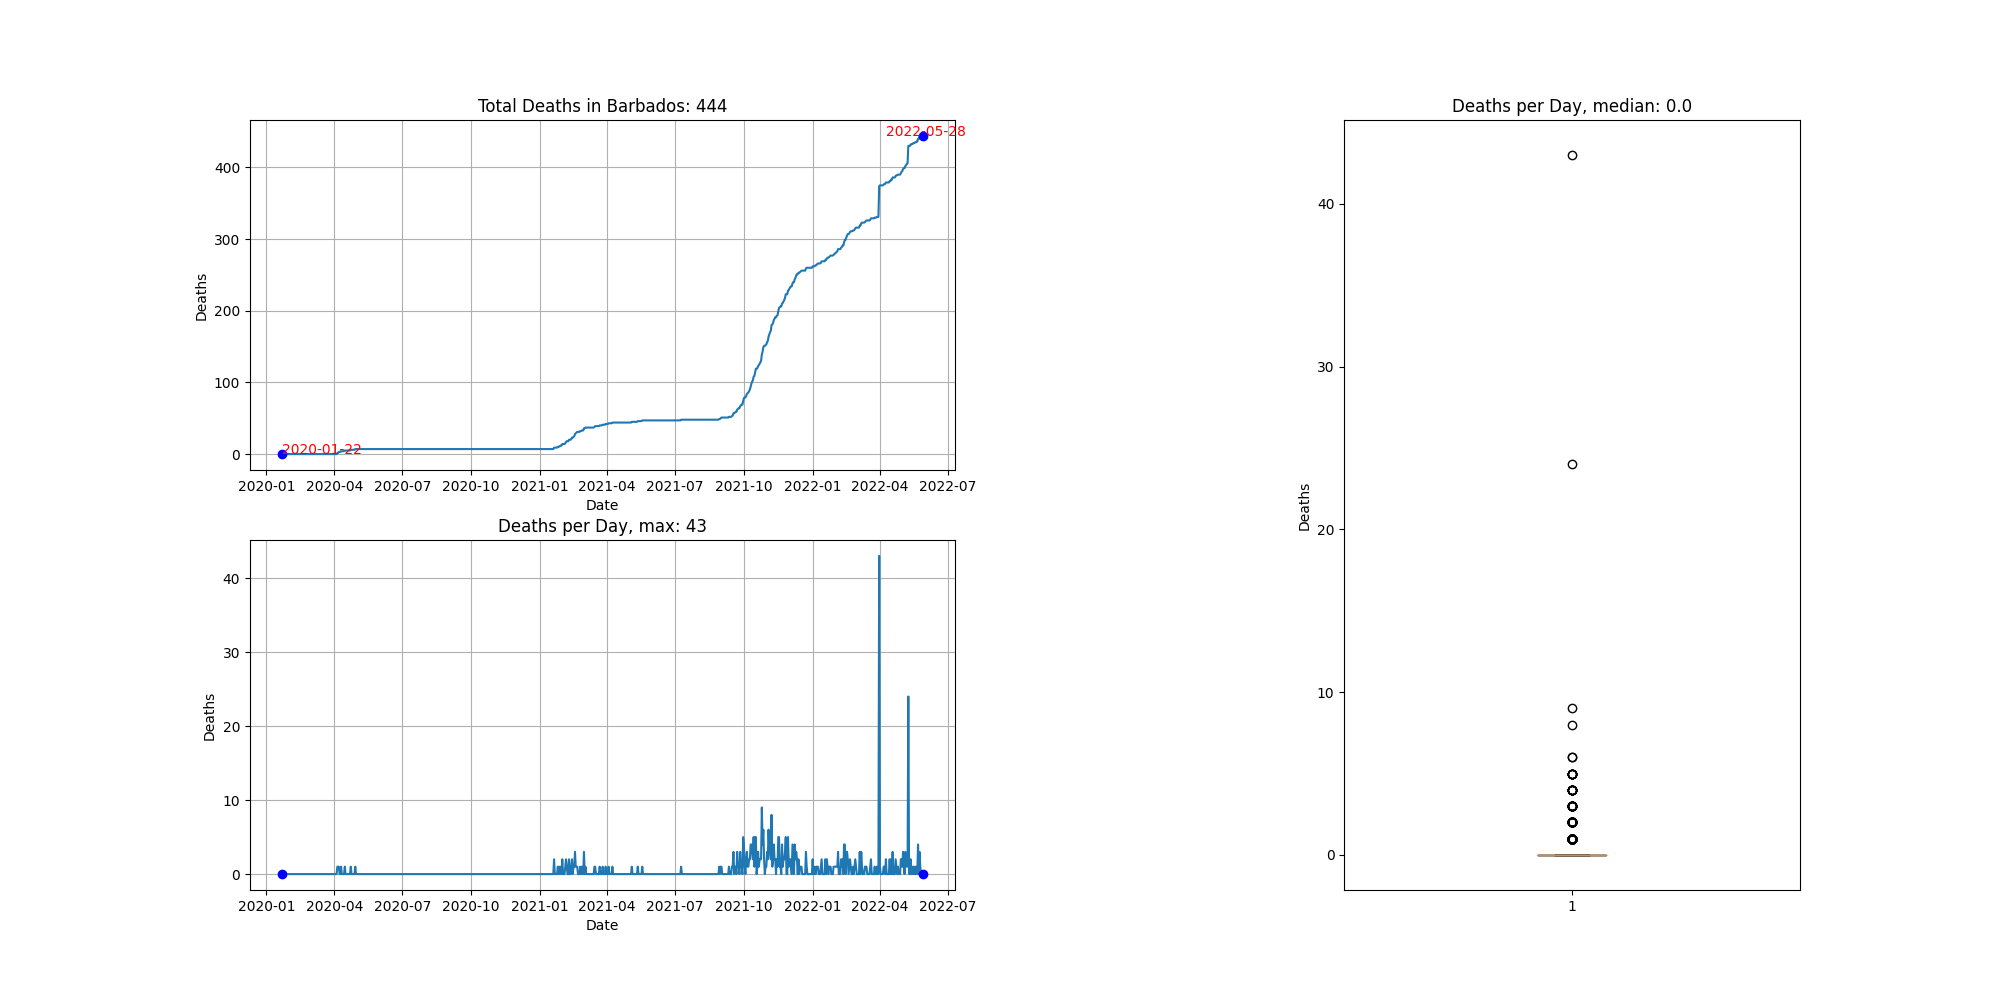 Total Deaths in Barbados: 444
Deaths
400
300
200
100
0
2020-01-22
2022-05-28
2020-01 2020-04 2020-07 2020-10 2021-01 2021-04 2021-07 2021-10 2022-01 2022-04 2022-07
Date
Deaths per Day, max: 43
Deaths
40
30
20
10
0
2020-01 2020-04 2020-07 2020-10 2021-01 2021-04 2021-07 2021-10 2022-01 2022-04 2022-07
Date
Deaths per Day, median: 0.0
Deaths
40
30
20
10
0
1